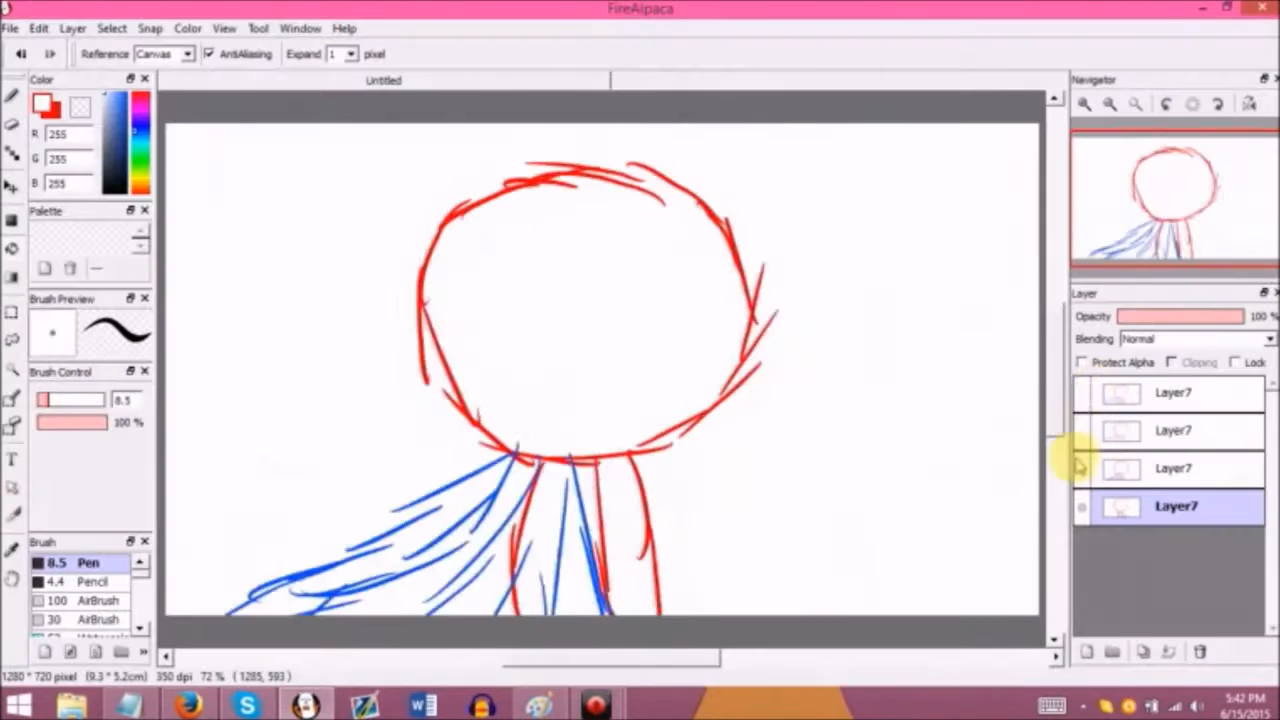 FireAlpaca
File Edit Layer Select Snap Color View Tool Window Help
Reference Canvas AntiAliasing Expand 1 pixel
Color
Untitled
Navigator
R 255
G 255
B 255
Palette
Brush Preview
Layer
Opacity 100 %
Blending Normal
Protect Alpha Clipping Lock
Brush Control
8.5
100 %
Layer7
Layer7
Layer7
Layer7
Brush
8.5 Pen
4.4 Pencil
100 AirBrush
30 AirBrush
1280 * 720 pixel (9.3 * 5.2cm) 350 dpi 72 % ( 1285, 593 )
5:42 PM
6/15/2015